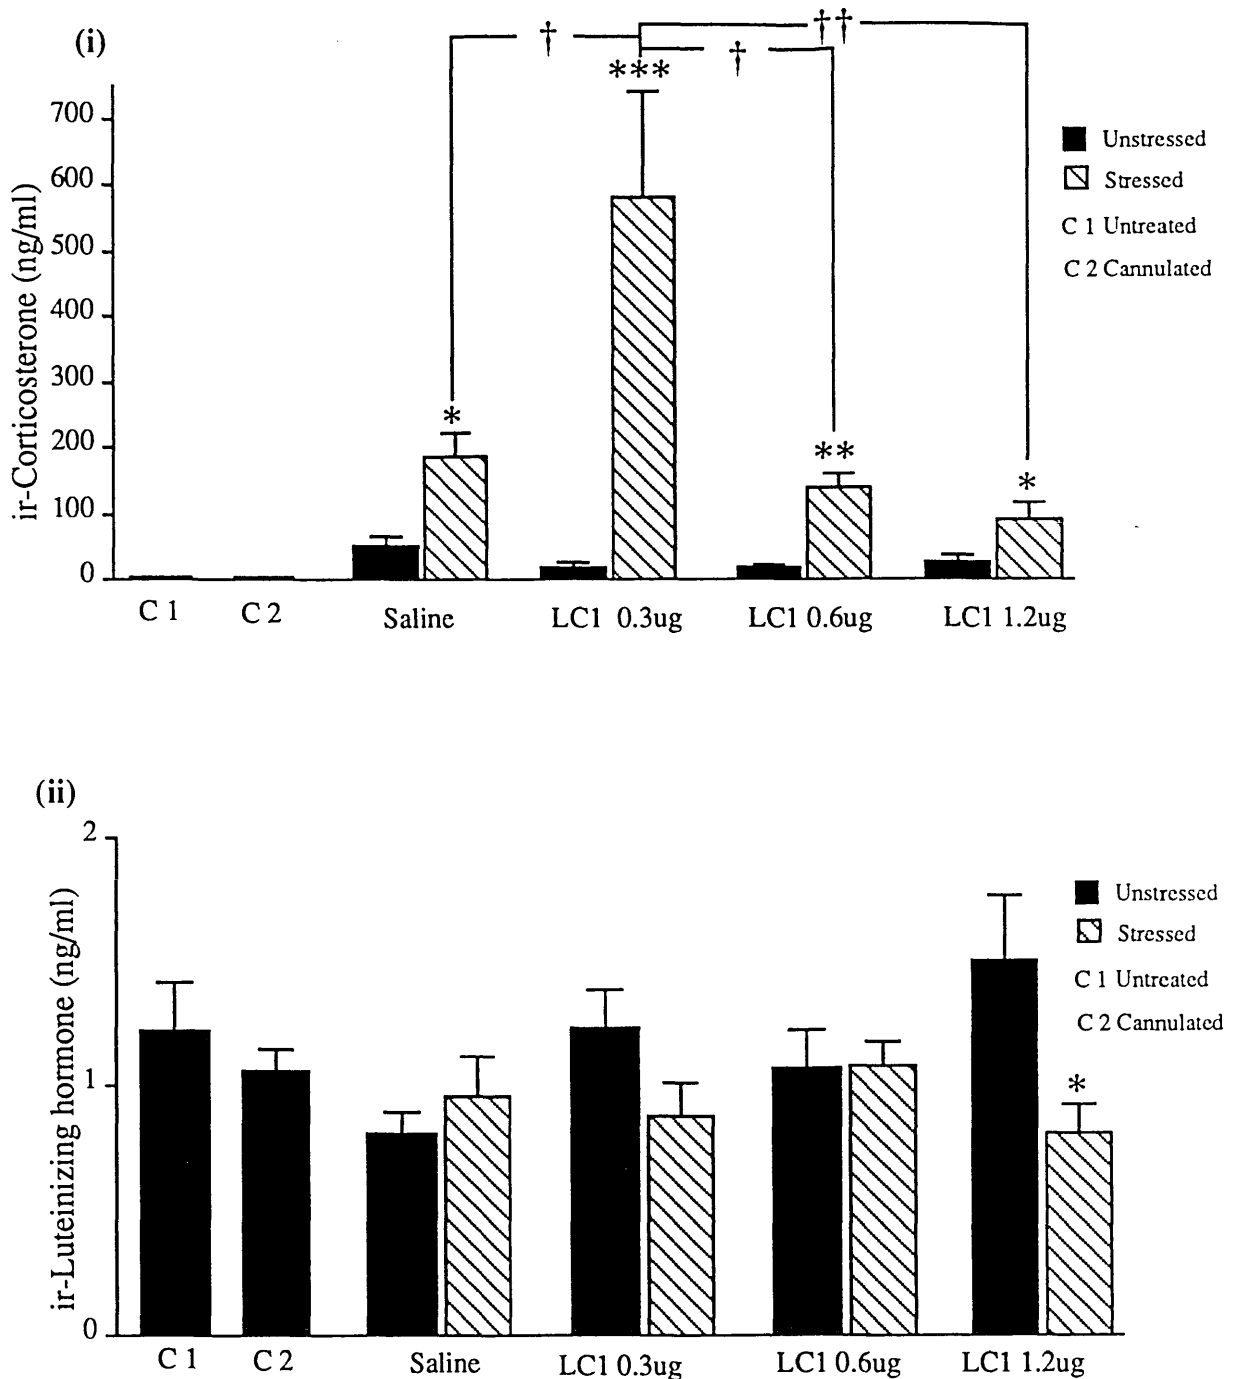 (i)
†
††
†
***
700
600
500
400
300
200
100
0
ir-Corticosterone (ng/ml)
*
**
*
Unstressed
Stressed
C 1 Untreated
C 2 Cannulated
C 1
C 2
Saline
LC1 0.3ug
LC1 0.6ug
LC1 1.2ug
(ii)
2
1
0
ir-Luteinizing hormone (ng/ml)
*
Unstressed
Stressed
C 1 Untreated
C 2 Cannulated
C 1
C 2
Saline
LC1 0.3ug
LC1 0.6ug
LC1 1.2ug